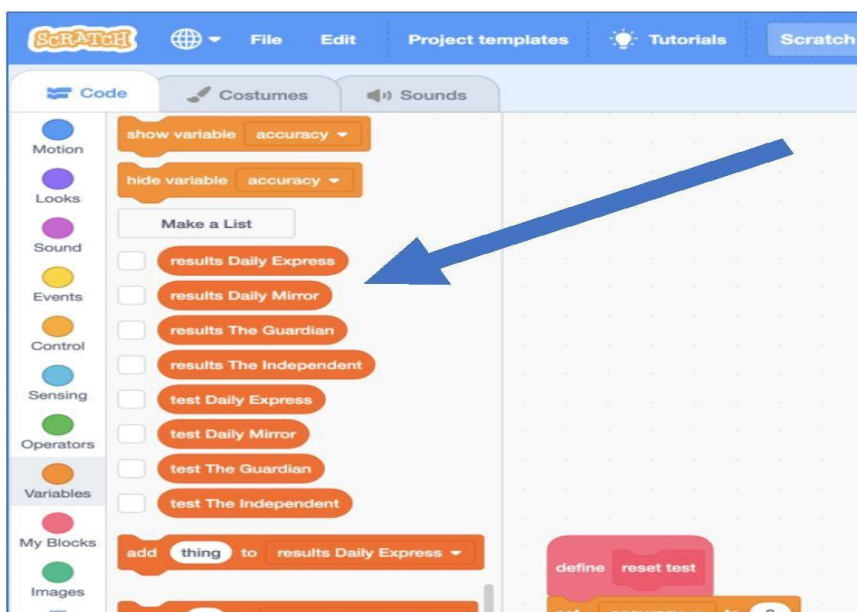 SCRATCH File Edit Project templates Tutorials Scratch
Code Costumes Sounds
Motion
Looks
Sound
Events
Control
Sensing
Operators
Variables
My Blocks
Images
show variable accuracy
hide variable accuracy
Make a List
results Daily Express
results Daily Mirror
results The Guardian
results The Independent
test Daily Express
test Daily Mirror
test The Guardian
test The Independent
add thing to results Daily Express
define reset test